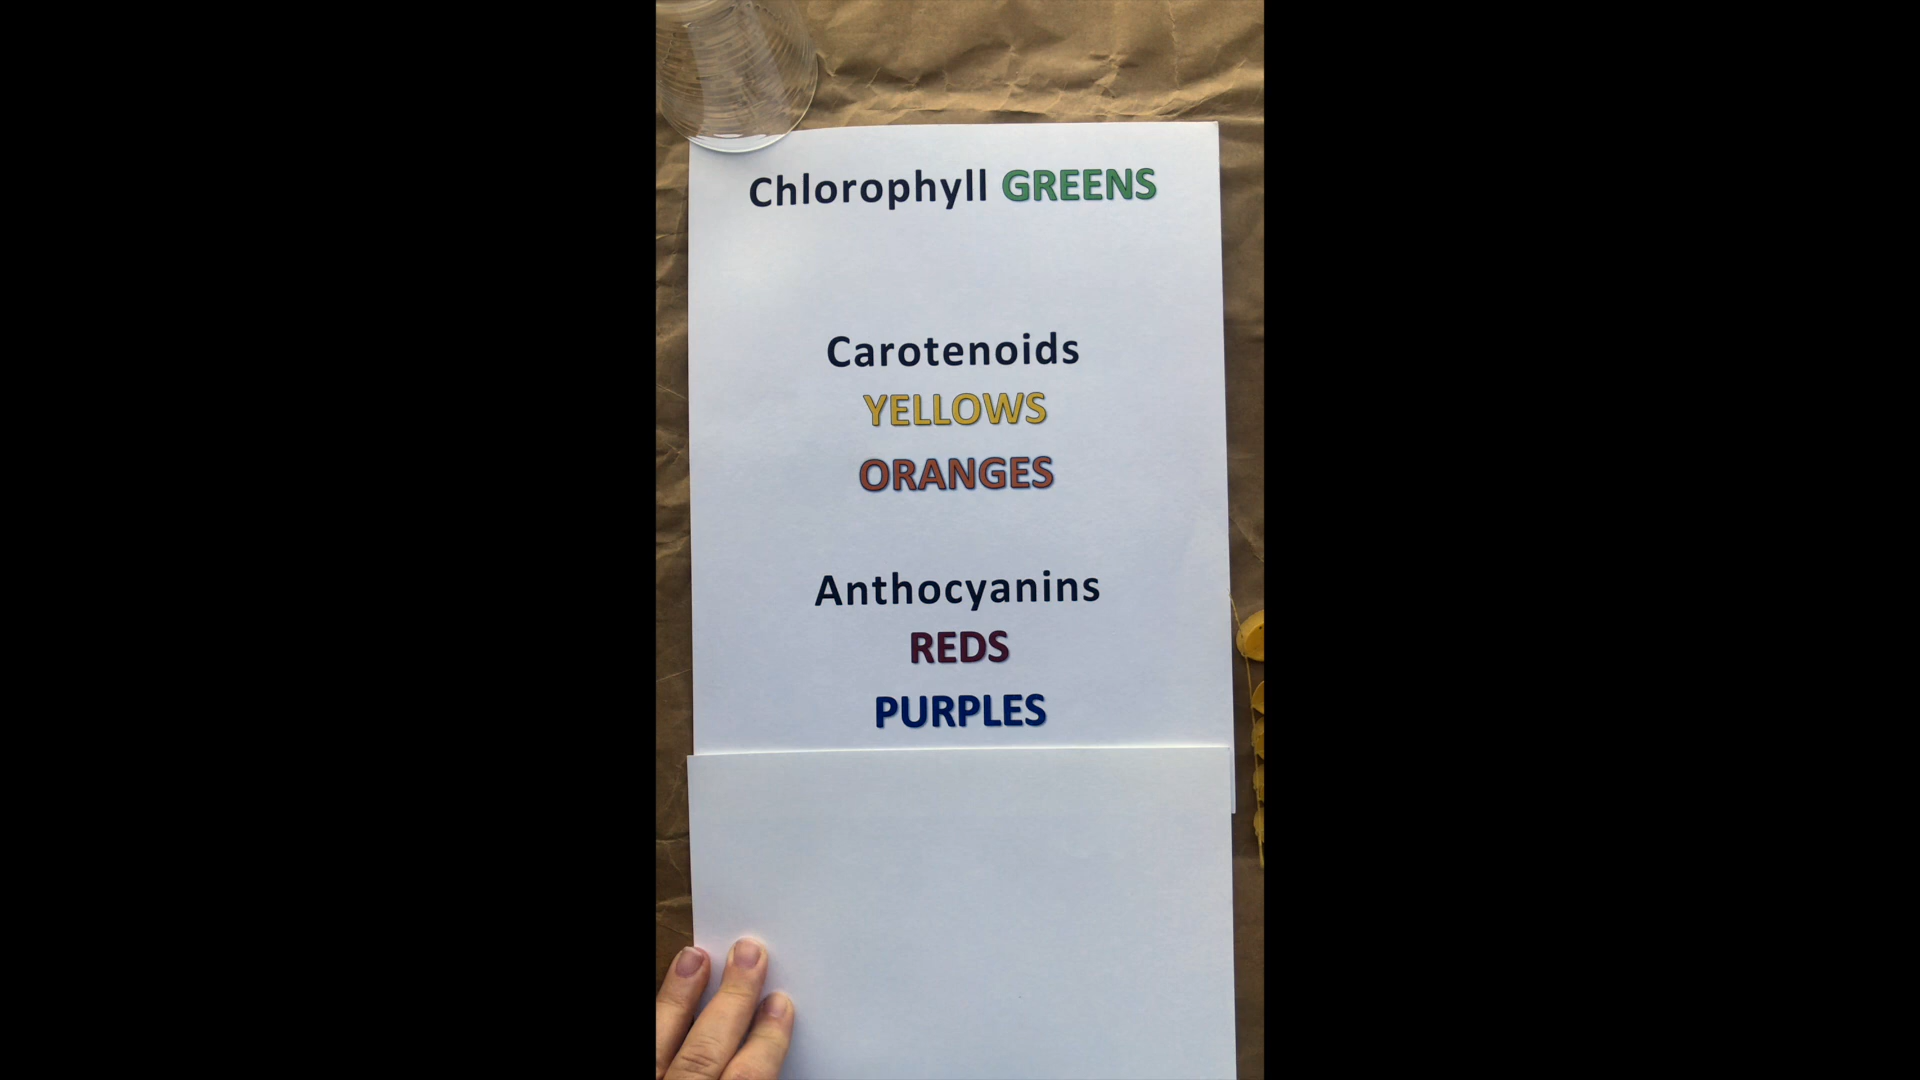 Chlorophyll GREENS
Carotenoids
YELLOWS
ORANGES
Anthocyanins
REDS
PURPLES